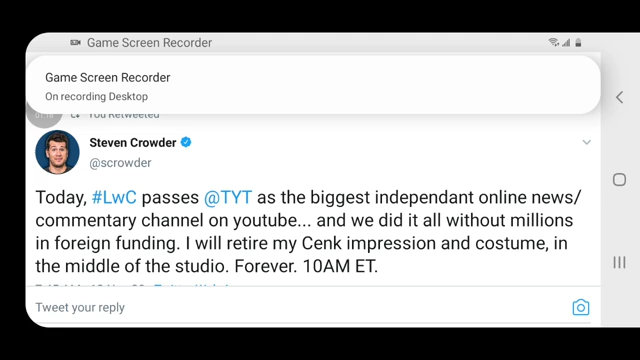 Game Screen Recorder
Game Screen Recorder
On recording Desktop
You Retweeted
Steven Crowder
@scrowder
Today, #LwC passes @TYT as the biggest independant online news/
commentary channel on youtube... and we did it all without millions
in foreign funding. I will retire my Cenk impression and costume, in
the middle of the studio. Forever. 10AM ET.
Tweet your reply